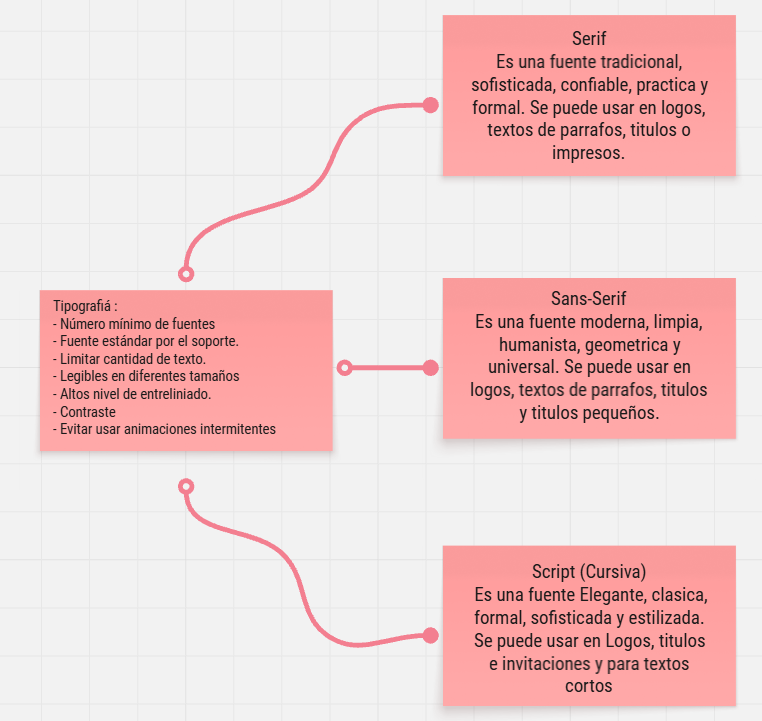 Serif
Es una fuente tradicional,
sofisticada, confiable, practica y
formal. Se puede usar en logos,
textos de parrafos, titulos o
impresos.
Tipografiá :
- Número mínimo de fuentes
- Fuente estándar por el soporte.
- Limitar cantidad de texto.
- Legibles en diferentes tamaños
- Altos nivel de entreliniado.
- Contraste
- Evitar usar animaciones intermitentes
Sans-Serif
Es una fuente moderna, limpia,
humanista, geometrica y
universal. Se puede usar en
logos, textos de parrafos, titulos
y titulos pequeños.
Script (Cursiva)
Es una fuente Elegante, clasica,
formal, sofisticada y estilizada.
Se puede usar en Logos, titulos
e invitaciones y para textos
cortos